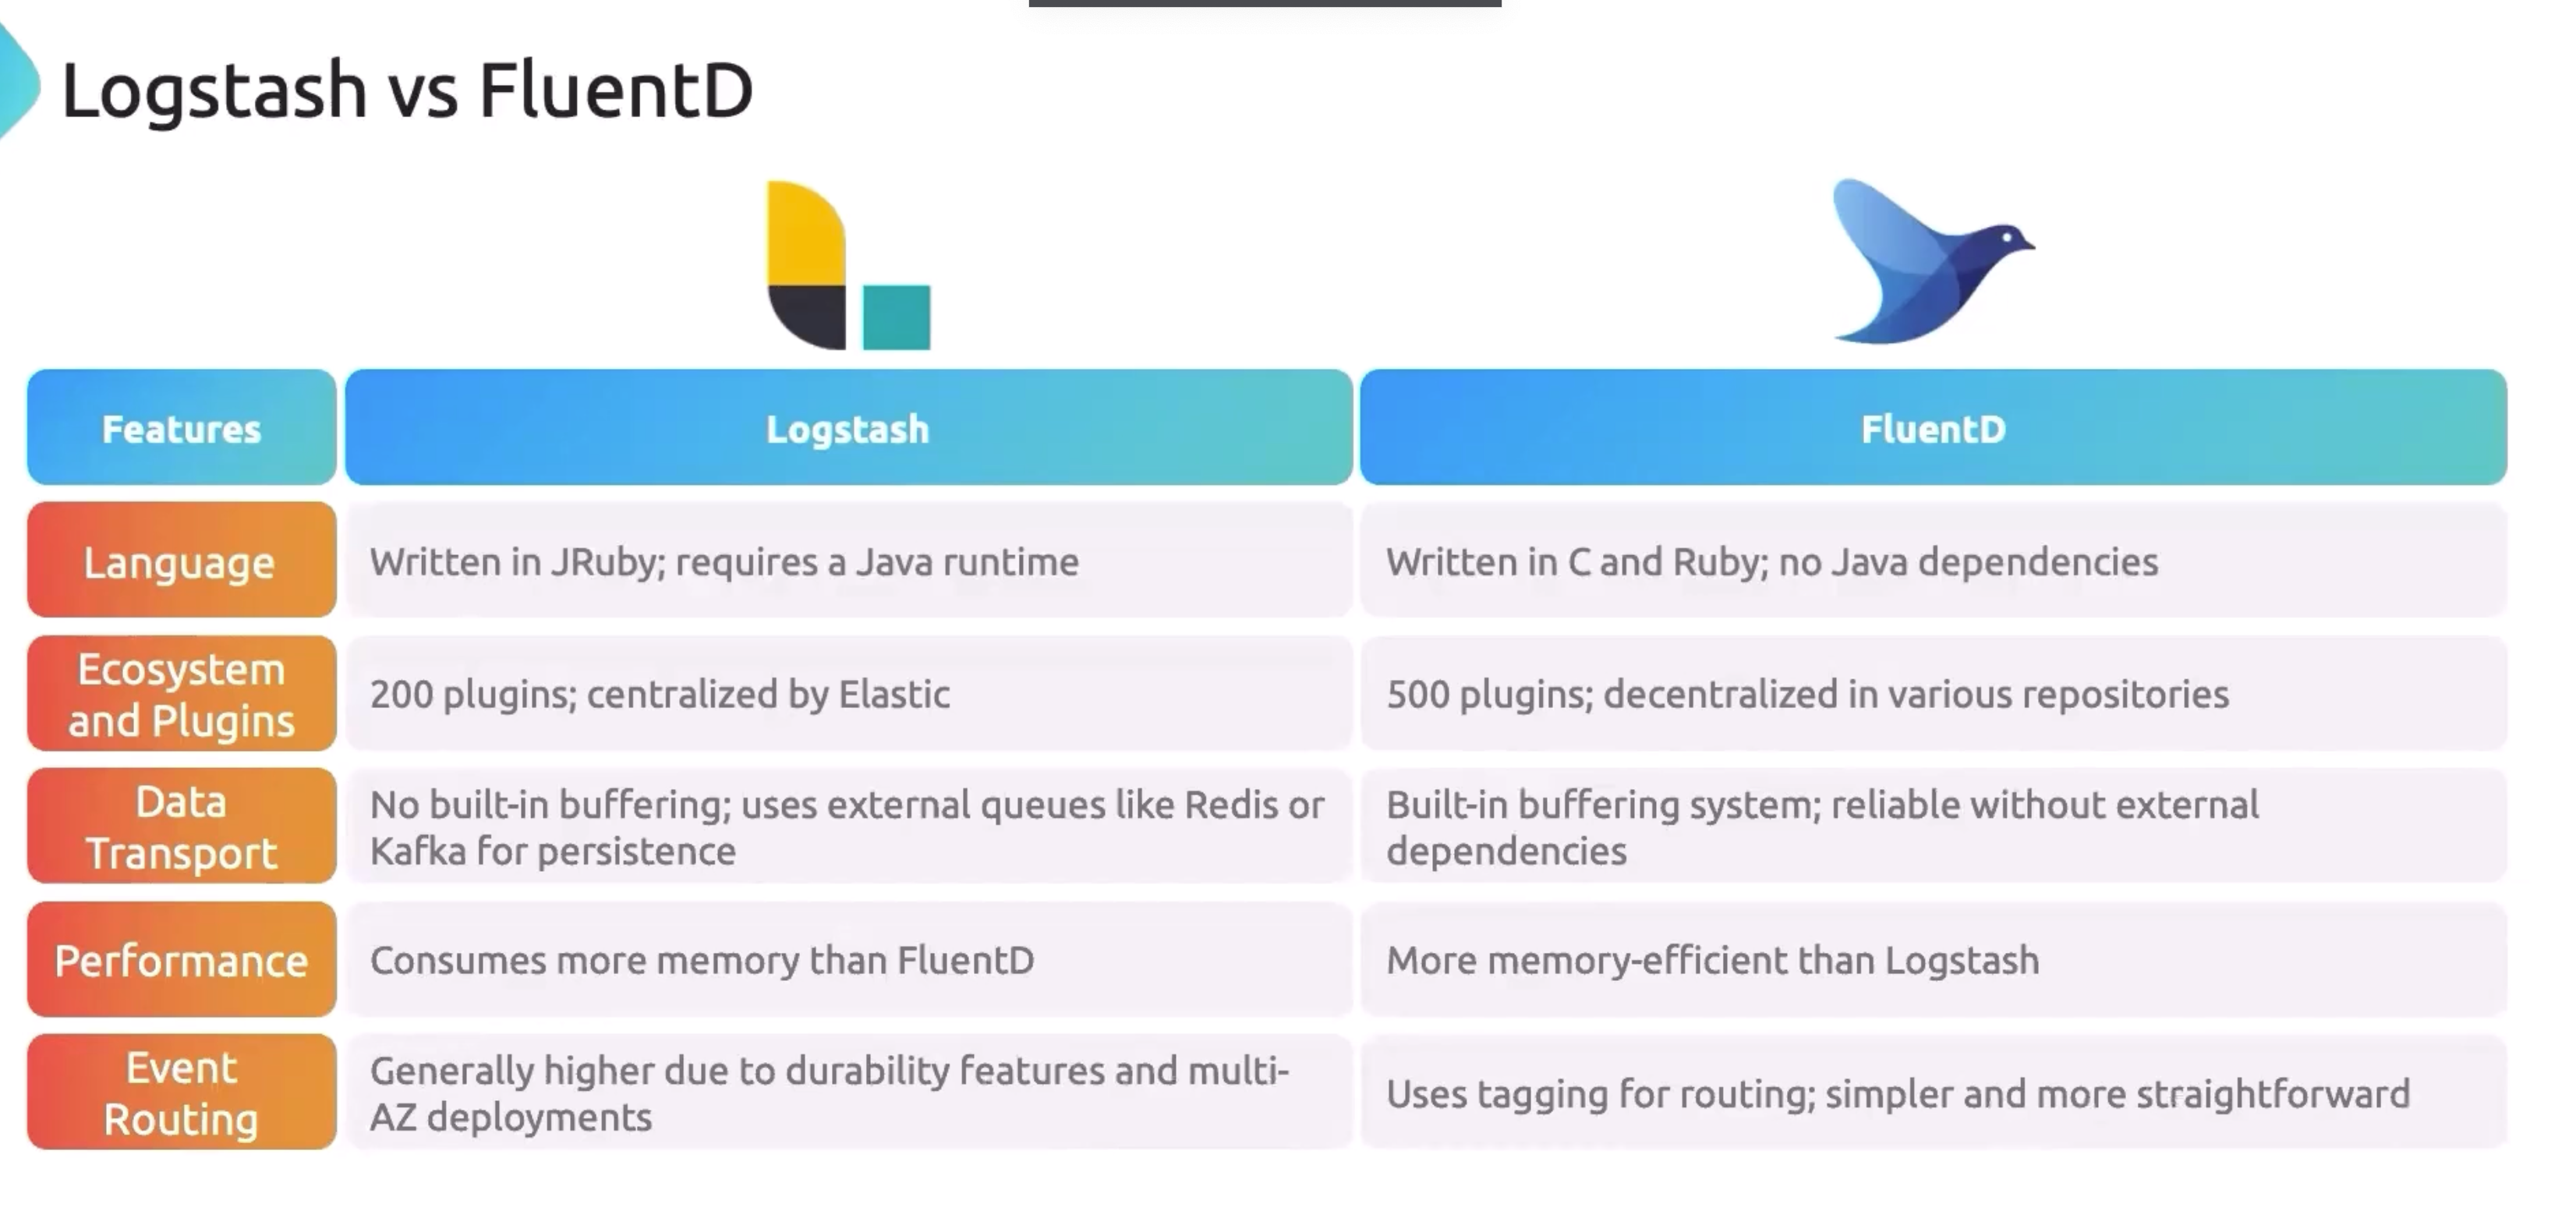 Logstash vs FluentD
Features
Logstash
FluentD
Language
Written in JRuby; requires a Java runtime
Written in C and Ruby; no Java dependencies
Ecosystem
and Plugins
200 plugins; centralized by Elastic
500 plugins; decentralized in various repositories
Data
Transport
No built-in buffering; uses external queues like Redis or
Kafka for persistence
Built-in buffering system; reliable without external
dependencies
Performance
Consumes more memory than FluentD
More memory-efficient than Logstash
Event
Routing
Generally higher due to durability features and multi-
AZ deployments
Uses tagging for routing; simpler and more straightforward